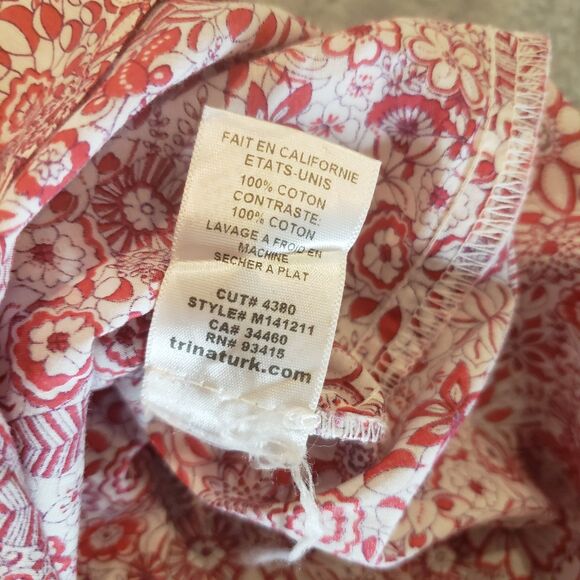 FAIT EN CALIFORNIE
ETATS-UNIS
100% COTON
CONTRASTE:
100% COTON
LAVAGE A FROID EN
MACHINE
SECHER A PLAT
CUT# 4380
STYLE# M141211
CA# 34460
RN# 93415
trinaturk.com